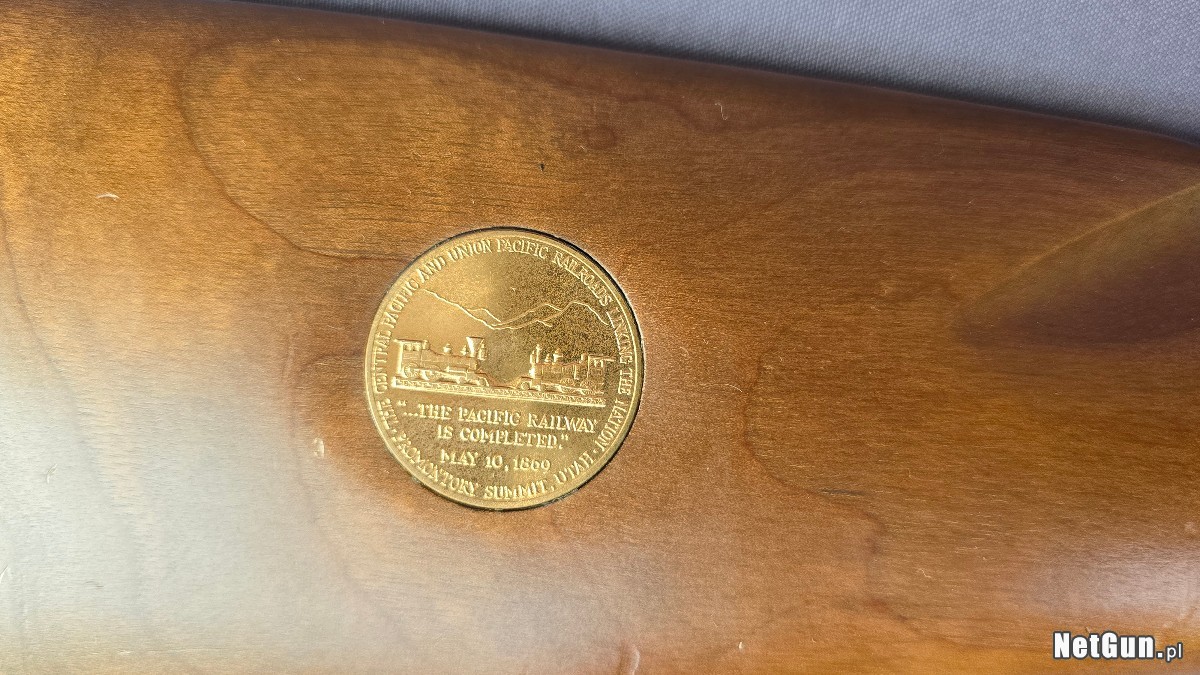 THE CENTRAL PACIFIC AND UNION PACIFIC RAILROADS LINKING THE NATION
"...THE PACIFIC RAILWAY
IS COMPLETED."
MAY 10, 1869
· PROMONTORY SUMMIT, UTAH ·
NetGun.pl